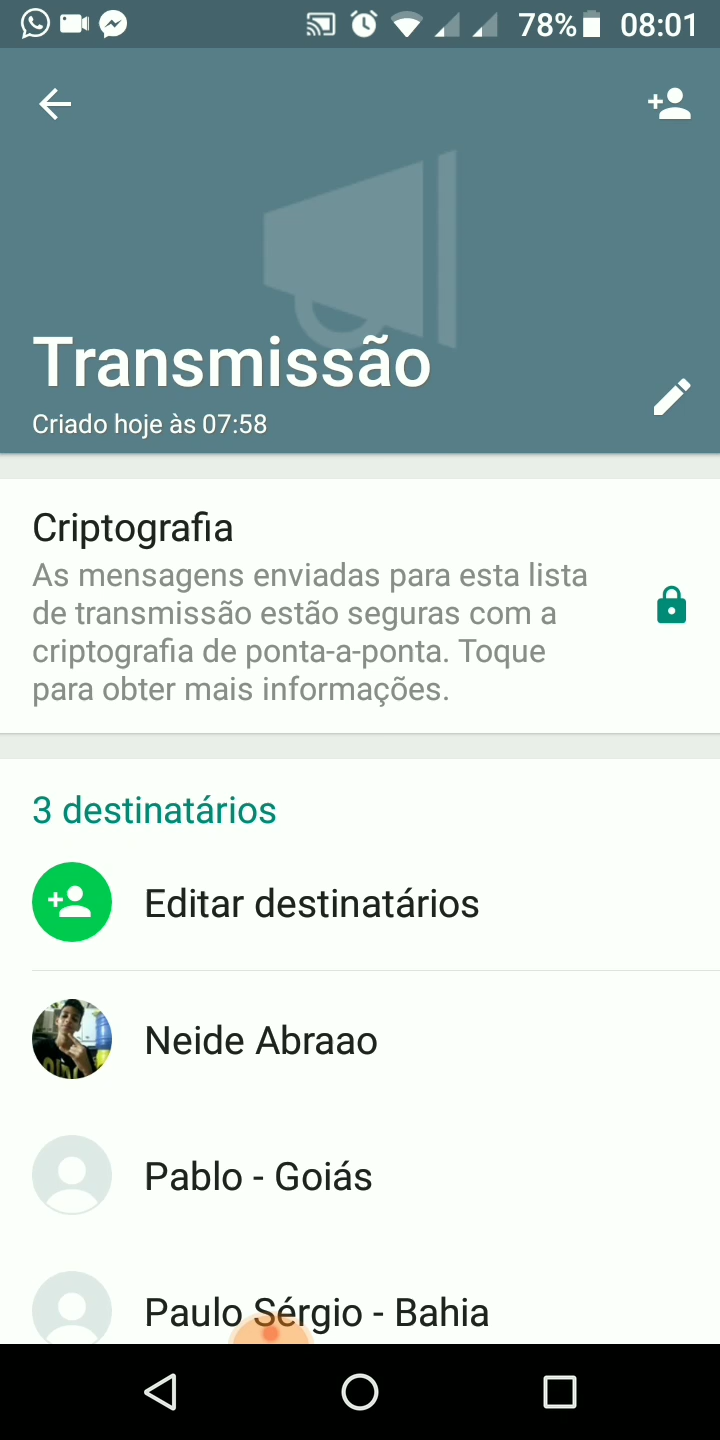 78% 08:01
Transmissão
Criado hoje às 07:58
Criptografia
As mensagens enviadas para esta lista
de transmissão estão seguras com a
criptografia de ponta-a-ponta. Toque
para obter mais informações.
3 destinatários
Editar destinatários
Neide Abraao
Pablo - Goiás
Paulo Sérgio - Bahia